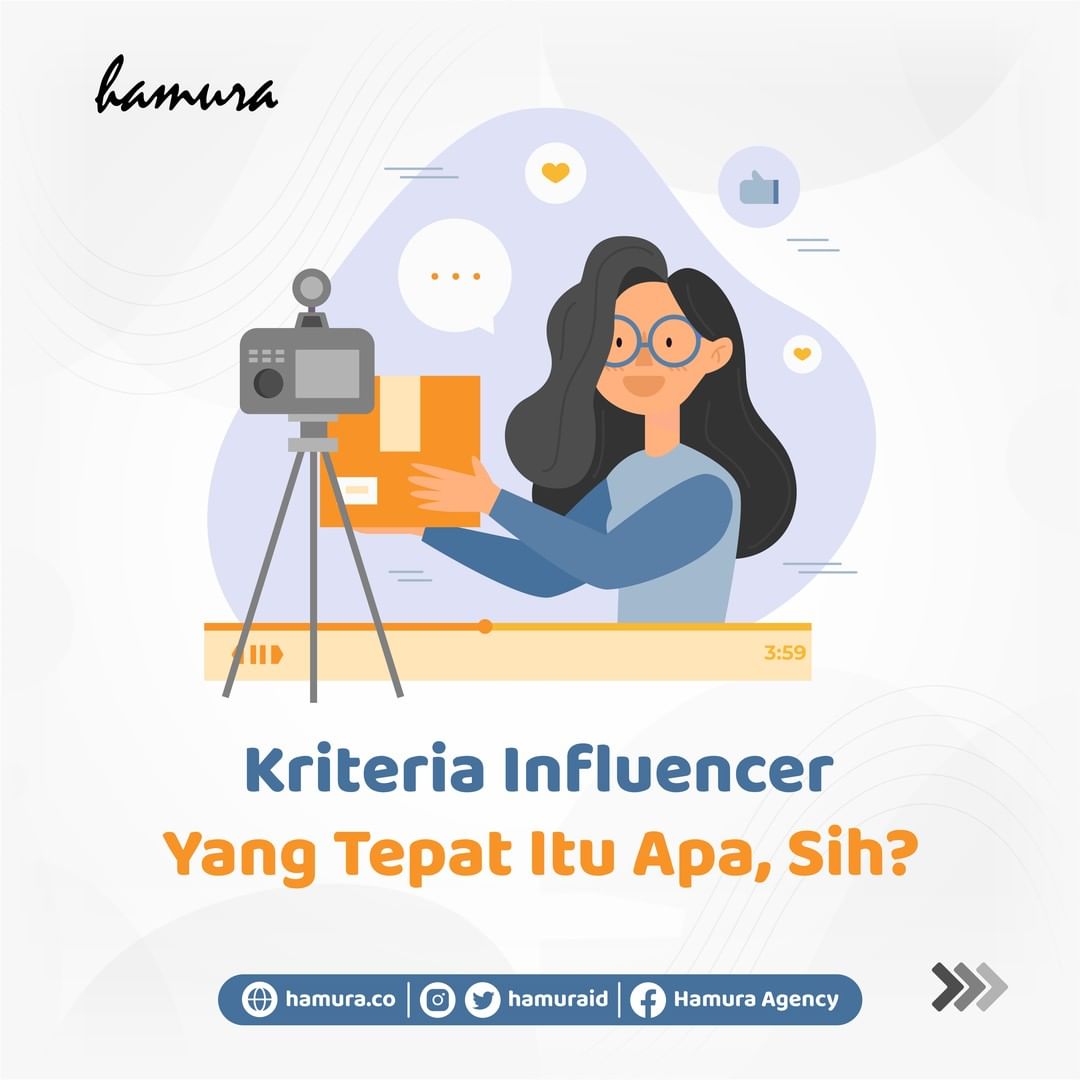 hamura
3:59
Kriteria Influencer
Yang Tepat Itu Apa, Sih?
hamura.co | hamuraid | Hamura Agency